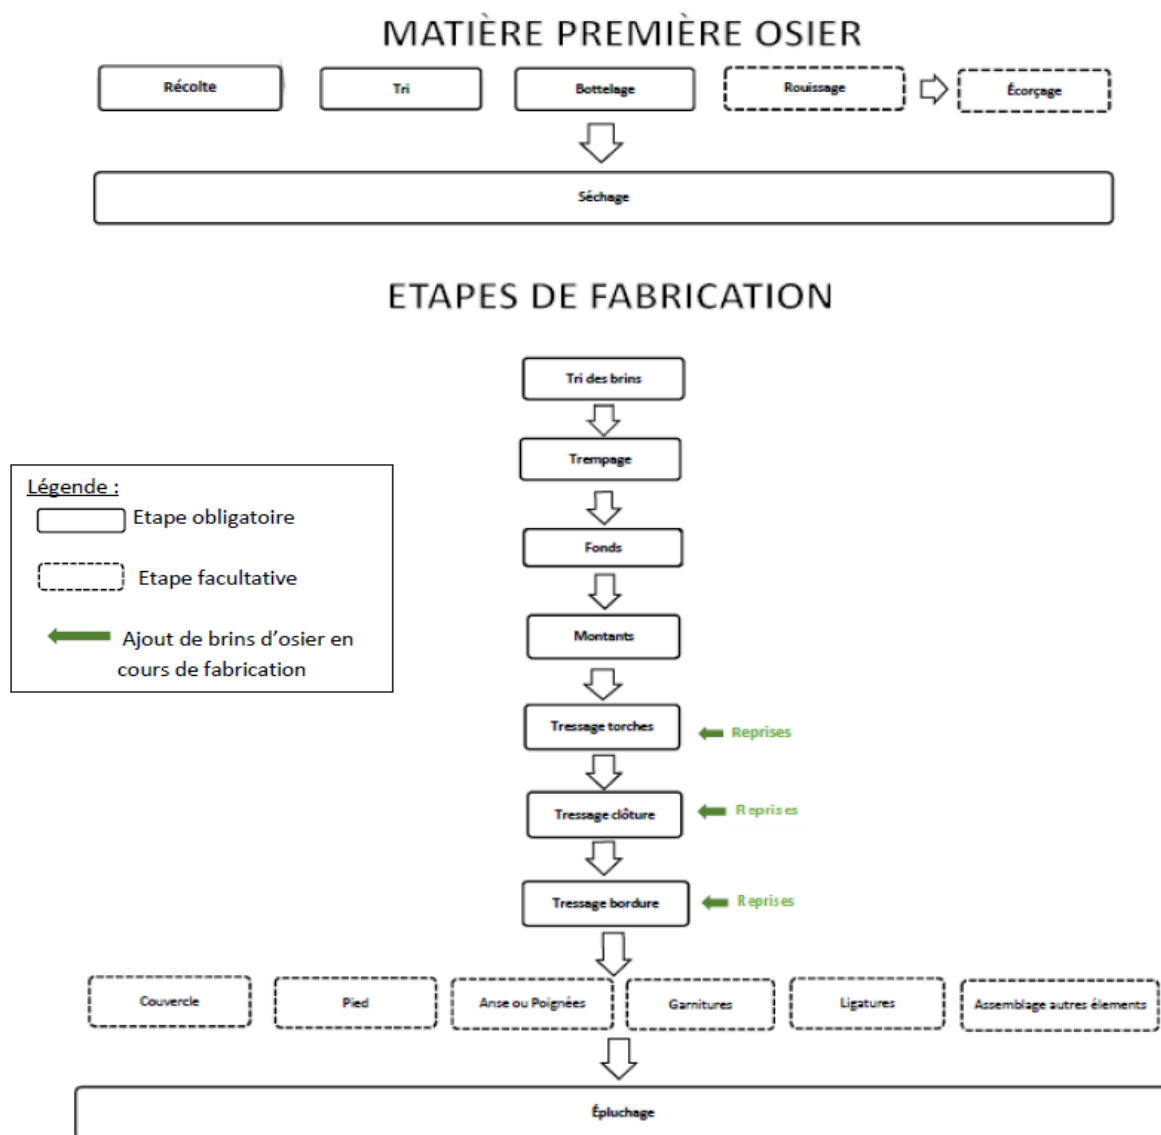 MATIÈRE PREMIÈRE OSIER
Récolte
Tri
Bottelage
Rouissage
Écorçage
Séchage
ETAPES DE FABRICATION
Tri des brins
Trempage
Légende :
Etape obligatoire
Etape facultative
Ajout de brins d'osier en
cours de fabrication
Fonds
Montants
Tressage torches
Reprises
Tressage clôture
Reprises
Tressage bordure
Reprises
Couvercle
Pied
Anse ou Poignées
Garnitures
Ligatures
Assemblage autres élements
Épluchage